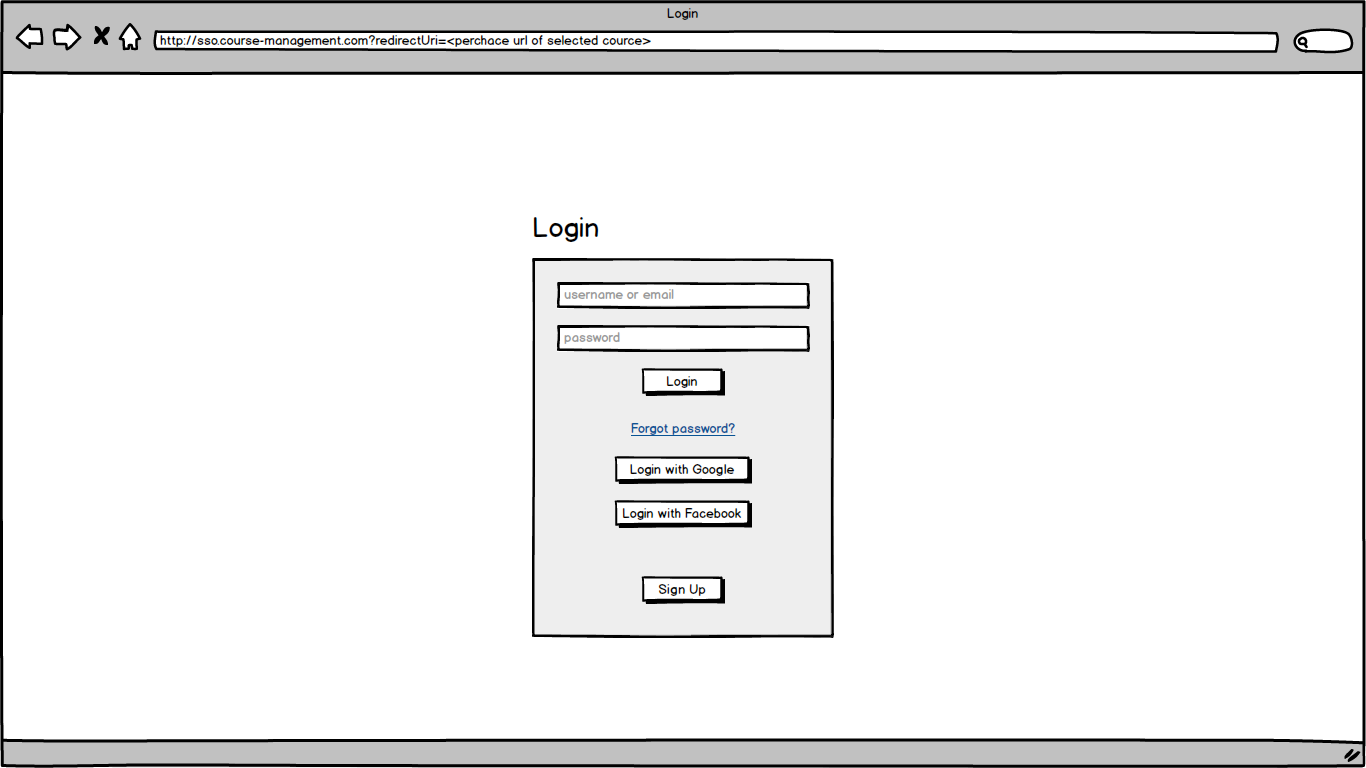 Login
http://sso.course-management.com?redirectUri=<perchace url of selected cource>
Login
username or email
password
Login
Forgot password?
Login with Google
Login with Facebook
Sign Up